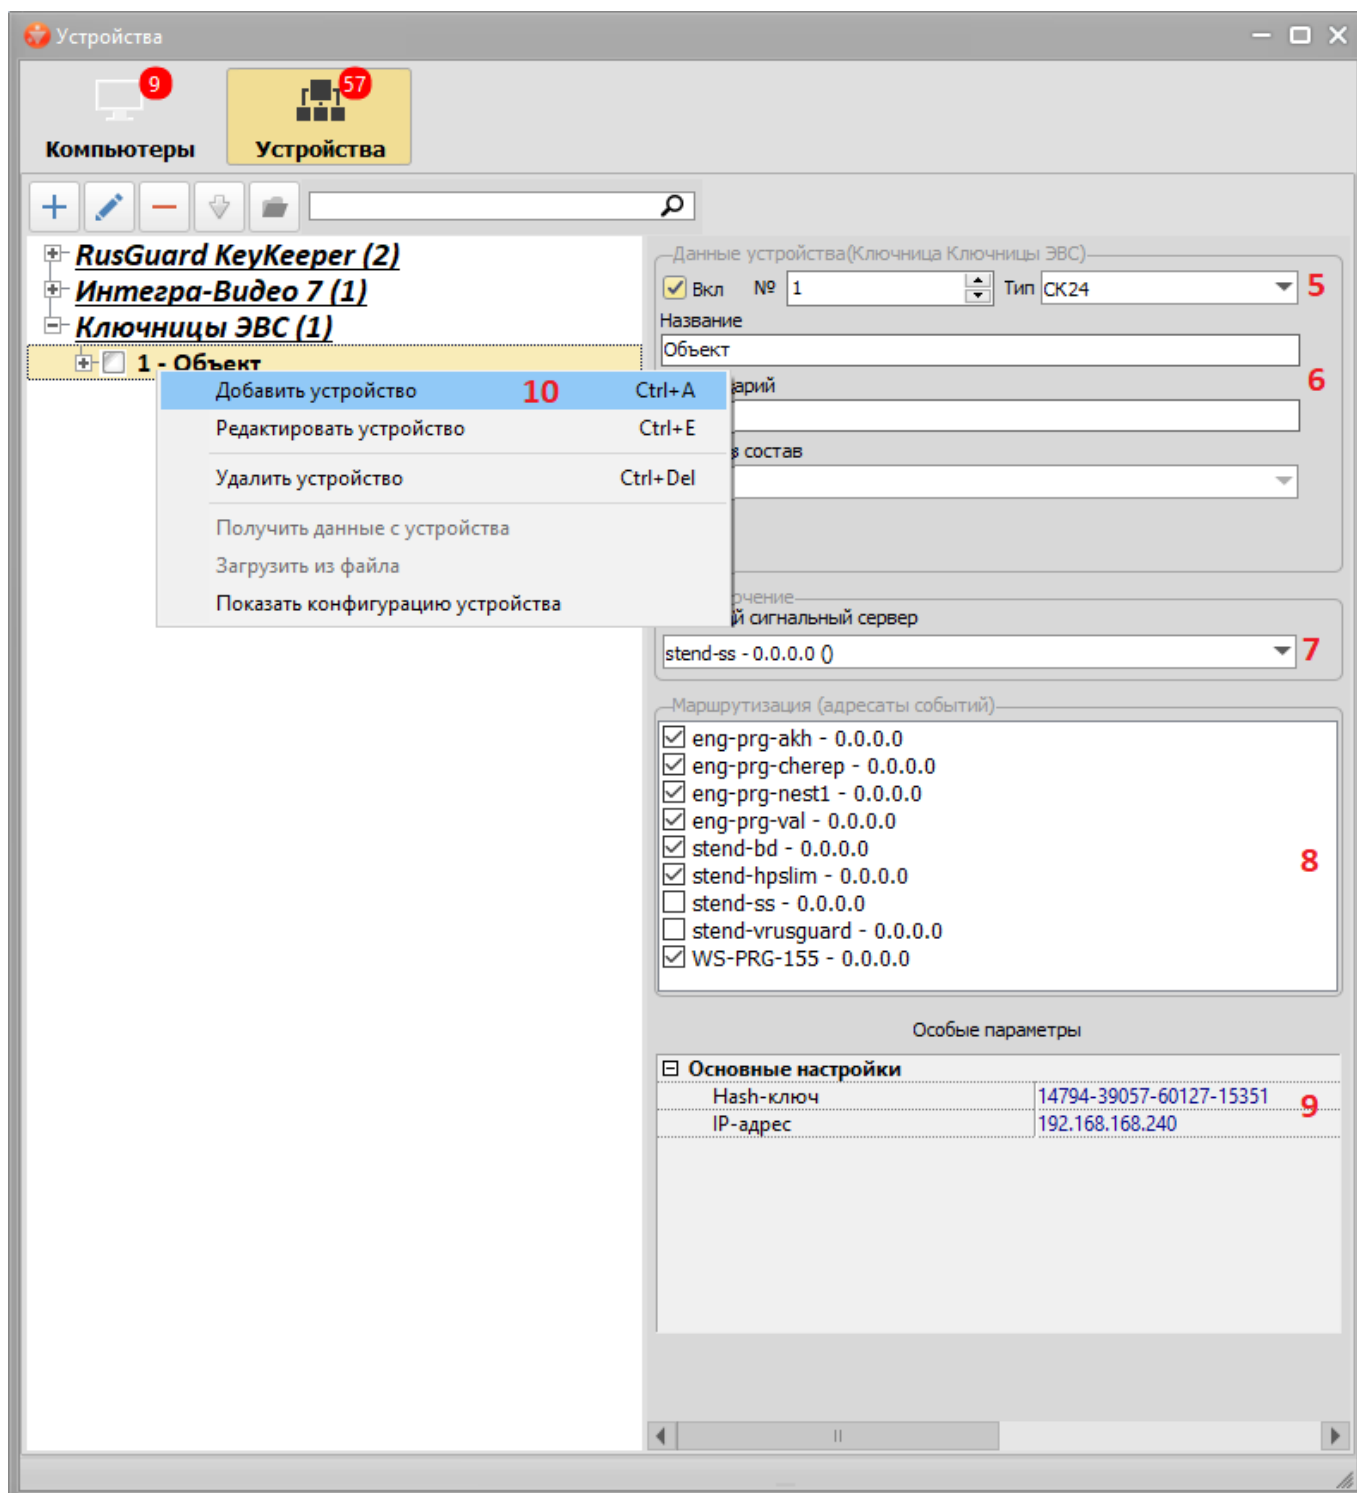 Устройства
9
57
Компьютеры
Устройства
RusGuard KeyKeeper (2)
Интегра-Видео 7 (1)
Ключницы ЭВС (1)
1 - Объект
Добавить устройство 10 Ctrl+A
Редактировать устройство Ctrl+E
Удалить устройство Ctrl+Del
Получить данные с устройства
Загрузить из файла
Показать конфигурацию устройства
Данные устройства(Ключница Ключницы ЭВС)
Вкл № 1 Тип СК24 5
Название
Объект
6
состав
сигнальный сервер
stend-ss - 0.0.0.0 () 7
Маршрутизация (адресаты событий)
eng-prg-akh - 0.0.0.0
eng-prg-cherep - 0.0.0.0
eng-prg-nest1 - 0.0.0.0
eng-prg-val - 0.0.0.0
stend-bd - 0.0.0.0
8
stend-hpslim - 0.0.0.0
stend-ss - 0.0.0.0
stend-vrusguard - 0.0.0.0
WS-PRG-155 - 0.0.0.0
Особые параметры
Основные настройки
Hash-ключ 14794-39057-60127-15351
9
IP-адрес 192.168.168.240